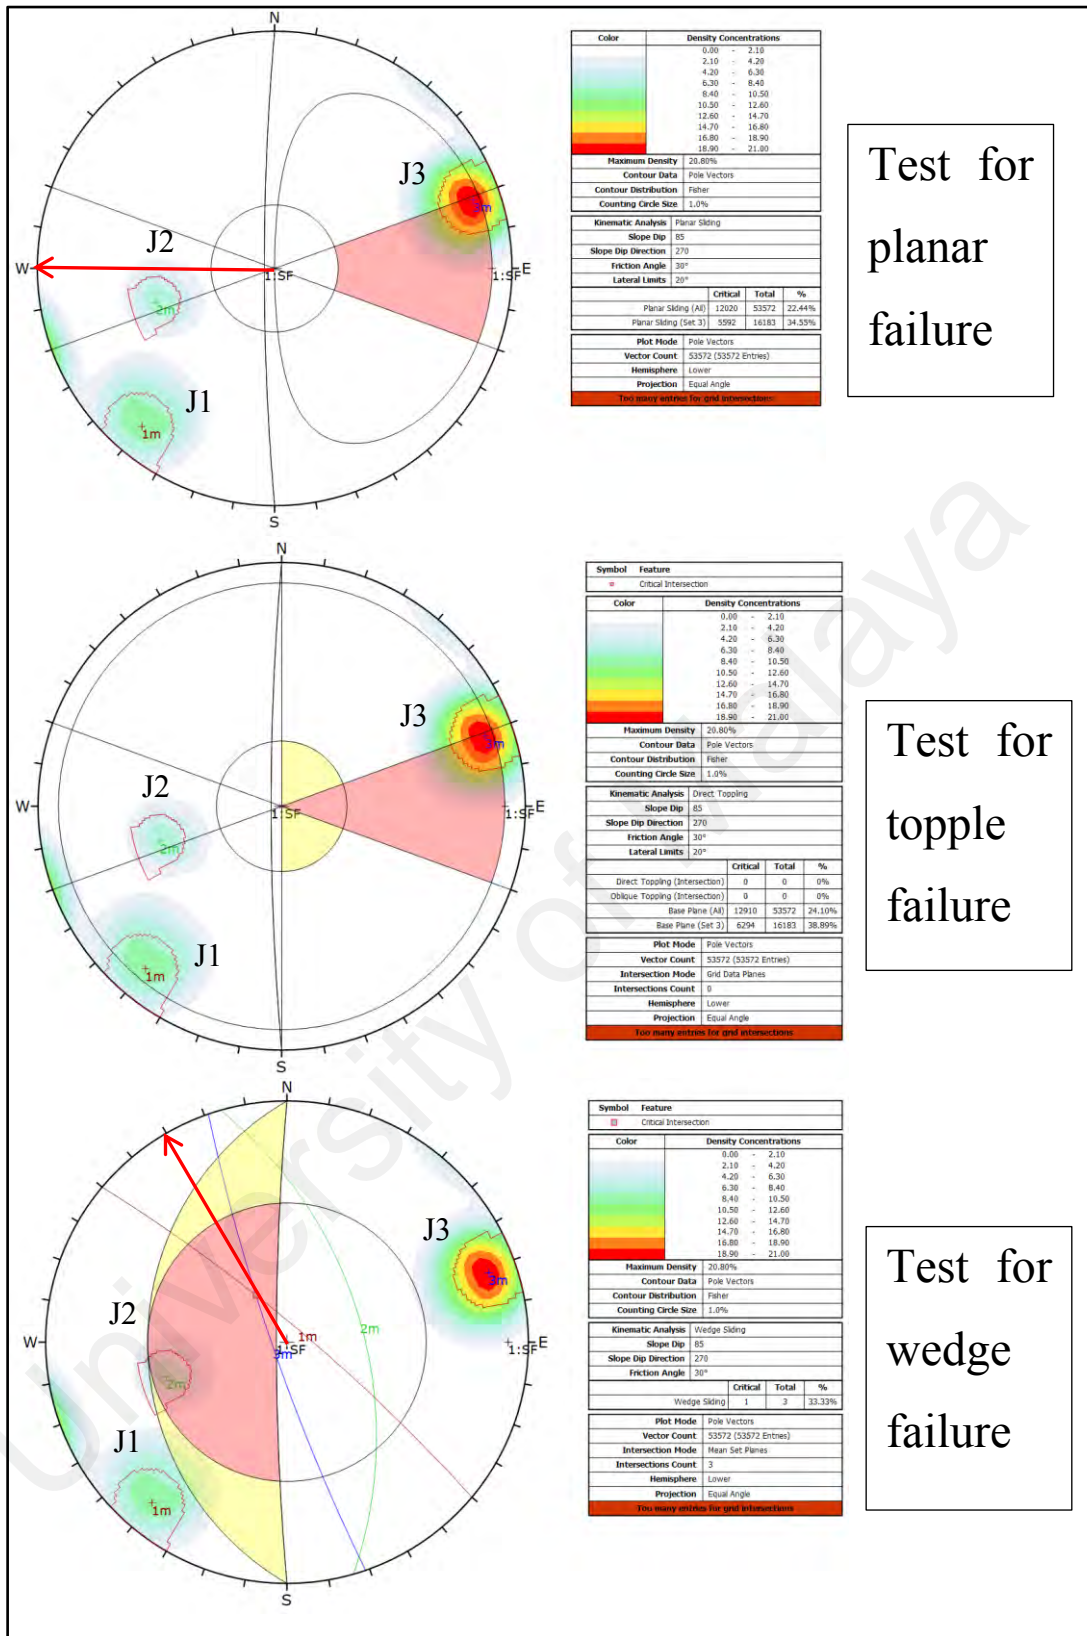 N
Color Density Concentrations
0.00 - 2.10
2.10 - 4.20
4.20 - 6.30
6.30 - 8.40
8.40 - 10.50
10.50 - 12.60
12.60 - 14.70
14.70 - 16.80
16.80 - 18.90
18.90 - 21.00
Maximum Density 20.80%
Contour Data Pole Vectors
Contour Distribution Fisher
Counting Circle Size 1.0%
Kinematic Analysis Planar Sliding
Slope Dip 85
Slope Dip Direction 270
Friction Angle 30°
Lateral Limits 20°
Critical Total %
Planar Sliding (All) 12020 53572 22.44%
Planar Sliding (Set 3) 5592 16183 34.55%
Plot Mode Pole Vectors
Vector Count 53572 (53572 Entries)
Hemisphere Lower
Projection Equal Angle
Too many entries for grid intersections
J3
3m
J2
W
E
1:SF
1:SF
2m
J1
1m
S
Test for
planar
failure
N
Symbol Feature
Critical Intersection
Color Density Concentrations
0.00 - 2.10
2.10 - 4.20
4.20 - 6.30
6.30 - 8.40
8.40 - 10.50
10.50 - 12.60
12.60 - 14.70
14.70 - 16.80
16.80 - 18.90
18.90 - 21.00
Maximum Density 20.80%
Contour Data Pole Vectors
Contour Distribution Fisher
Counting Circle Size 1.0%
Kinematic Analysis Direct Toppling
Slope Dip 85
Slope Dip Direction 270
Friction Angle 30°
Lateral Limits 20°
Critical Total %
Direct Toppling (Intersection) 0 0 0%
Oblique Toppling (Intersection) 0 0 0%
Base Plane (All) 12910 53572 24.10%
Base Plane (Set 3) 6294 16183 38.89%
Plot Mode Pole Vectors
Vector Count 53572 (53572 Entries)
Intersection Mode Grid Data Planes
Intersections Count 0
Hemisphere Lower
Projection Equal Angle
Too many entries for grid intersections
J3
3m
J2
W
E
1:SF
1:SF
2m
J1
1m
S
Test for
topple
failure
N
Symbol Feature
Critical Intersection
Color Density Concentrations
0.00 - 2.10
2.10 - 4.20
4.20 - 6.30
6.30 - 8.40
8.40 - 10.50
10.50 - 12.60
12.60 - 14.70
14.70 - 16.80
16.80 - 18.90
18.90 - 21.00
Maximum Density 20.80%
Contour Data Pole Vectors
Contour Distribution Fisher
Counting Circle Size 1.0%
Kinematic Analysis Wedge Sliding
Slope Dip 85
Slope Dip Direction 270
Friction Angle 30°
Critical Total %
Wedge Sliding 1 3 33.33%
Plot Mode Pole Vectors
Vector Count 53572 (53572 Entries)
Intersection Mode Mean Set Planes
Intersections Count 3
Hemisphere Lower
Projection Equal Angle
Too many entries for grid intersections
J3
3m
J2
W
E
1m
2m
1:SF
3m
1:SF
2m
J1
1m
S
Test for
wedge
failure
University of Malaya